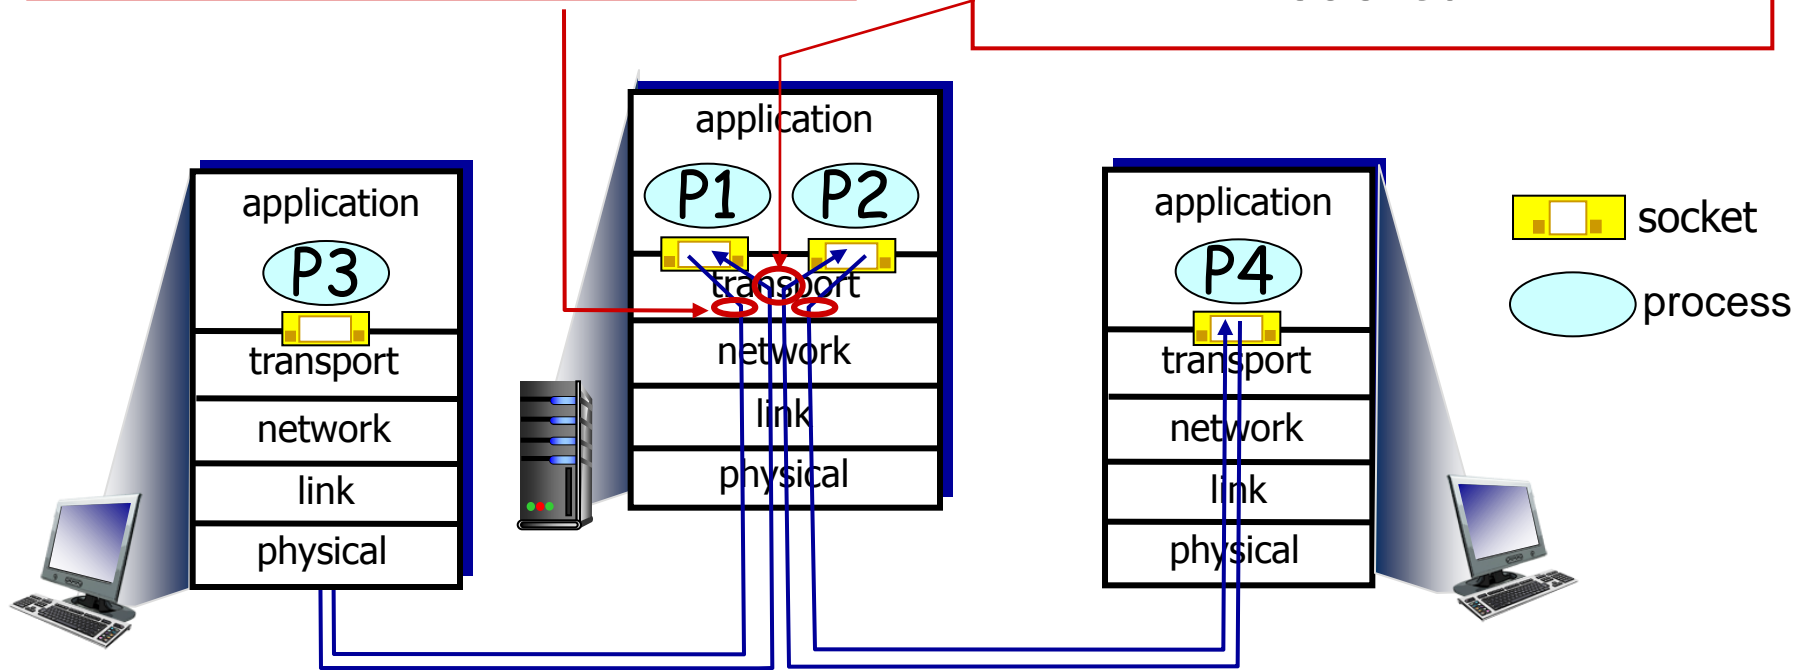 application
P1 P2
transport
network
link
physical
application
P3
transport
network
link
physical
application
P4
transport
network
link
physical
socket
process